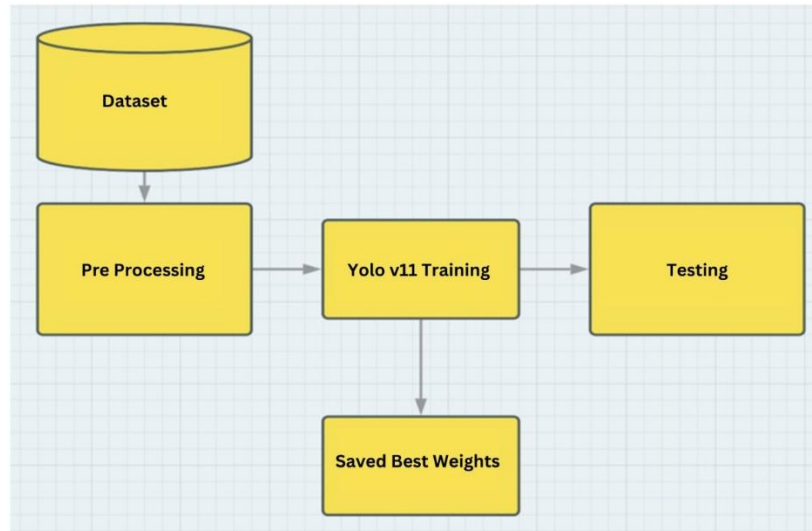 Dataset
Pre Processing
Yolo v11 Training
Testing
Saved Best Weights